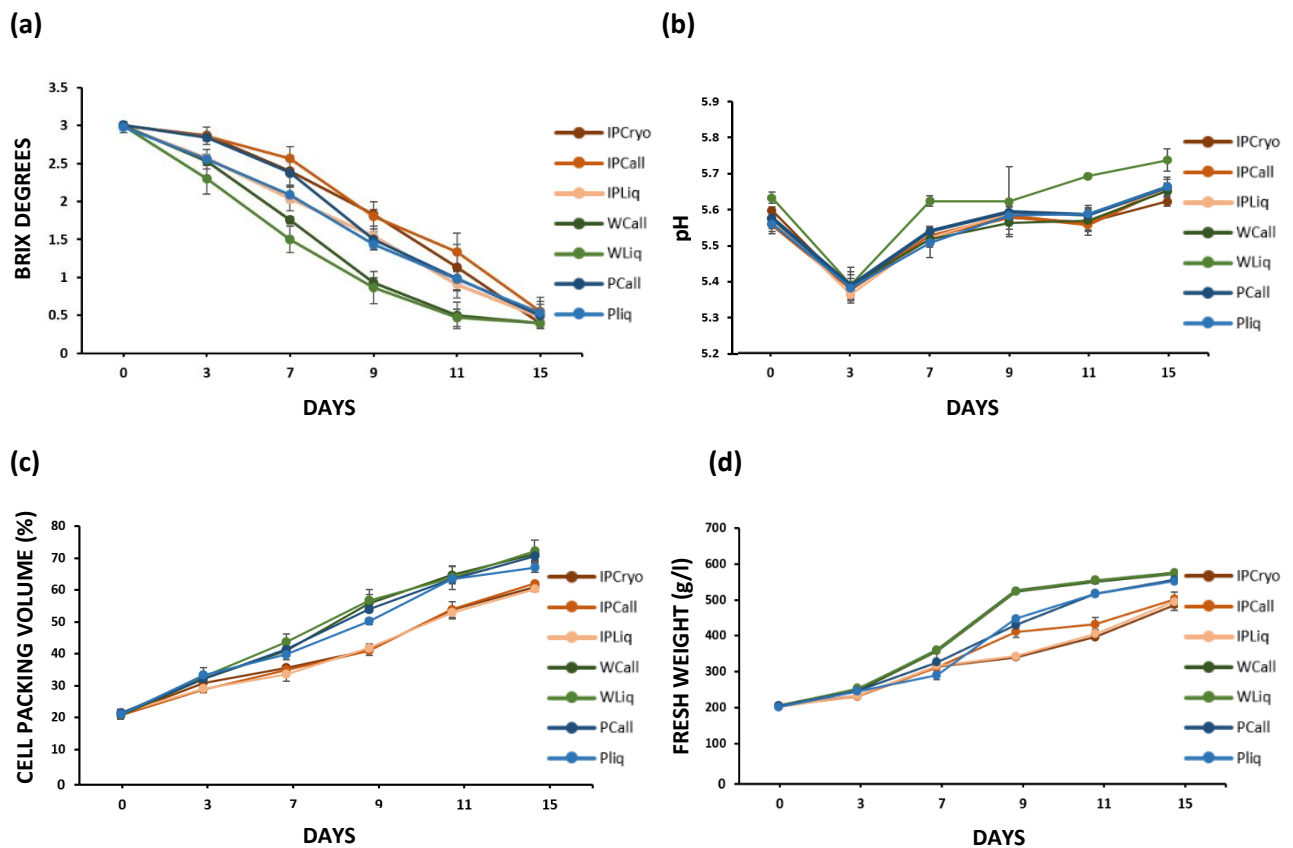 (a)
BRIX DEGREES
3.5
3
2.5
2
1.5
1
0.5
0
0 3 7 9 11 15
DAYS
IPCryo
IPCall
IPLiq
WCall
WLiq
PCall
Pliq
(b)
pH
5.9
5.8
5.7
5.6
5.5
5.4
5.3
5.2
0 3 7 9 11 15
DAYS
IPCryo
IPCall
IPLiq
WCall
WLiq
PCall
Pliq
(c)
CELL PACKING VOLUME (%)
80
70
60
50
40
30
20
10
0
0 3 7 9 11 15
DAYS
IPCryo
IPCall
IPLiq
WCall
WLiq
PCall
Pliq
(d)
FRESH WEIGHT (g/l)
700
600
500
400
300
200
100
0
0 3 7 9 11 15
DAYS
IPCryo
IPCall
IPLiq
WCall
WLiq
PCall
Pliq